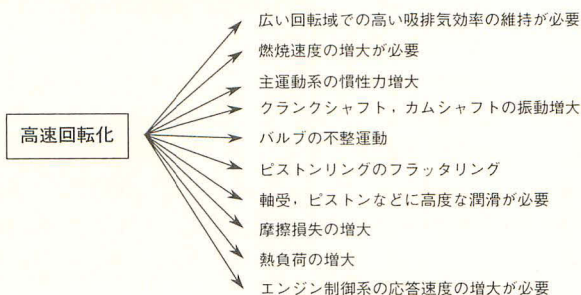 広い回転域での高い吸排気効率の維持が必要
燃焼速度の増大が必要
主運動系の慣性力増大
クランクシャフト，カムシャフトの振動増大
高速回転化
バルブの不整運動
ピストンリングのフラッタリング
軸受，ピストンなどに高度な潤滑が必要
摩擦損失の増大
熱負荷の増大
エンジン制御系の応答速度の増大が必要